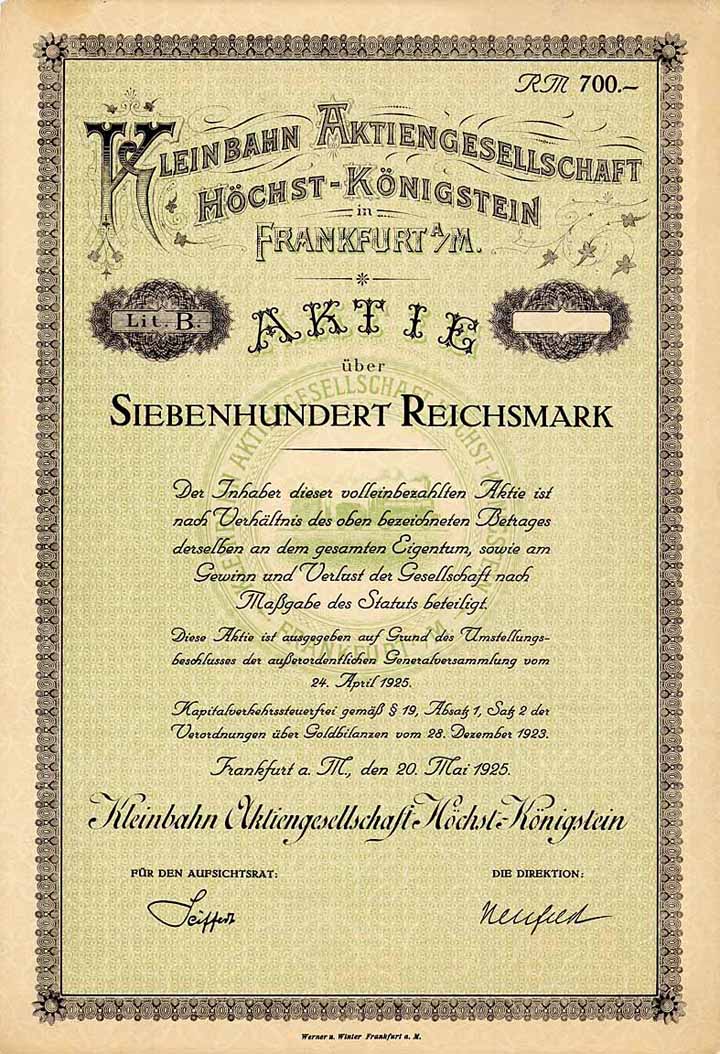 RM 700.–
KLEINBAHN AKTIENGESELLSCHAFT
HÖCHST-KÖNIGSTEIN
in
FRANKFURT A/M.
Lit. B.
AKTIE
über
SIEBENHUNDERT REICHSMARK
Der Inhaber dieser volleinbezahlten Aktie ist
nach Verhältnis des oben bezeichneten Betrages
derselben an dem gesamten Eigentum, sowie am
Gewinn und Verlust der Gesellschaft nach
Maßgabe des Statuts beteiligt.
Diese Aktie ist ausgegeben auf Grund des Umstellungs-
beschlusses der außerordentlichen Generalversammlung vom
24. April 1925.
Kapitalverkehrssteuerfrei gemäß § 19, Absatz 1, Satz 2 der
Verordnungen über Goldbilanzen vom 28. Dezember 1923.
Frankfurt a. M., den 20. Mai 1925.
Kleinbahn Aktiengesellschaft Höchst-Königstein
FÜR DEN AUFSICHTSRAT:
DIE DIREKTION:
Seiffert
Neufeld
Werner u. Winter Frankfurt a. M.